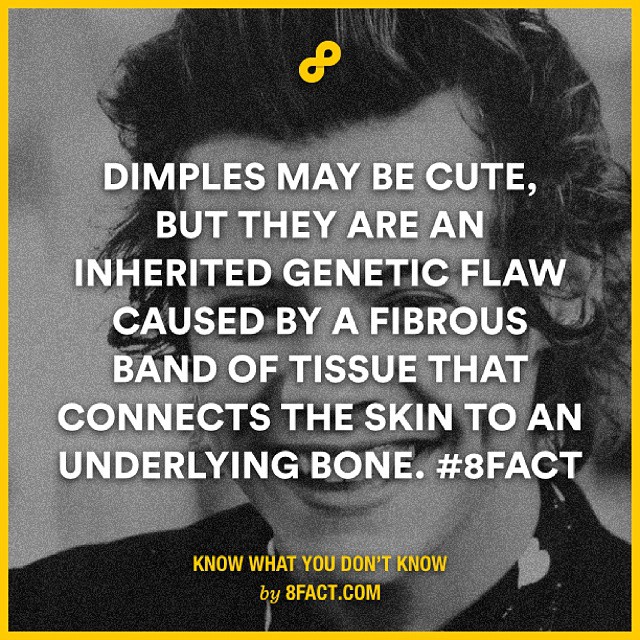 DIMPLES MAY BE CUTE,
BUT THEY ARE AN
INHERITED GENETIC FLAW
CAUSED BY A FIBROUS
BAND OF TISSUE THAT
CONNECTS THE SKIN TO AN
UNDERLYING BONE. #8FACT
KNOW WHAT YOU DON'T KNOW
by 8FACT.COM